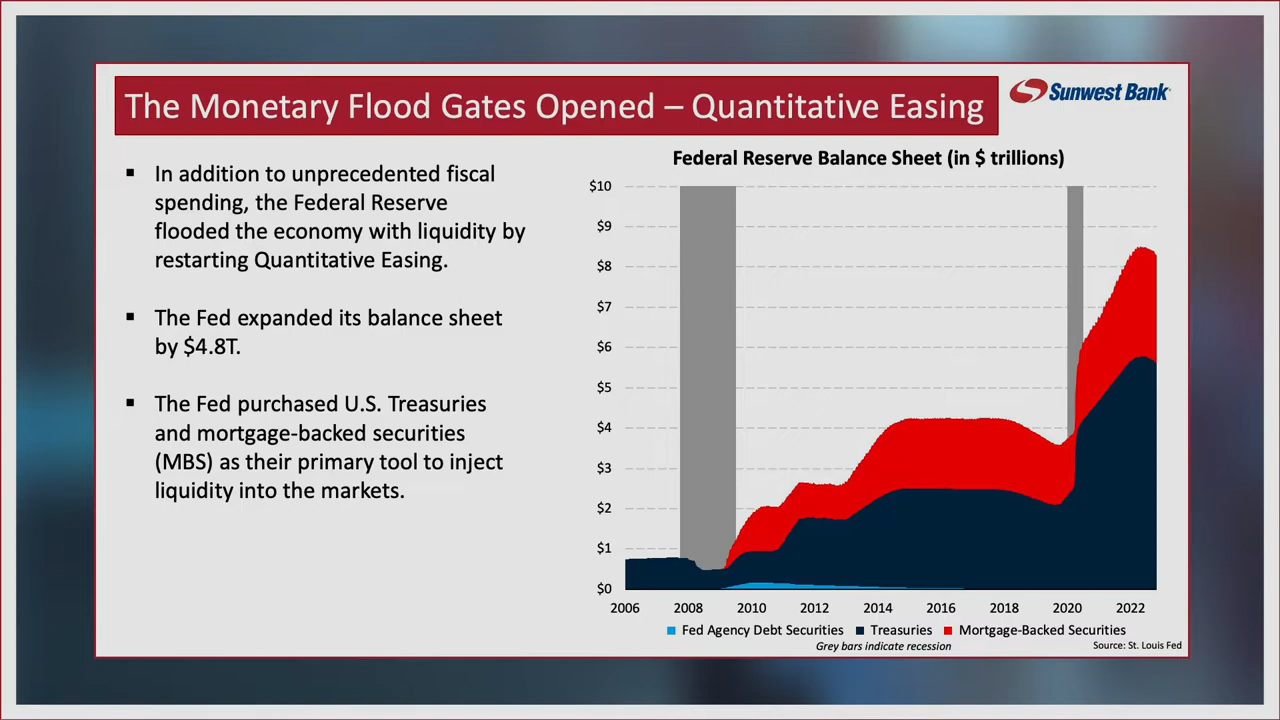 The Monetary Flood Gates Opened – Quantitative Easing
Sunwest Bank
▪ In addition to unprecedented fiscal
spending, the Federal Reserve
flooded the economy with liquidity by
restarting Quantitative Easing.
▪ The Fed expanded its balance sheet
by $4.8T.
▪ The Fed purchased U.S. Treasuries
and mortgage-backed securities
(MBS) as their primary tool to inject
liquidity into the markets.
Federal Reserve Balance Sheet (in $ trillions)
$10
$9
$8
$7
$6
$5
$4
$3
$2
$1
$0
2006 2008 2010 2012 2014 2016 2018 2020 2022
Fed Agency Debt Securities Treasuries Mortgage-Backed Securities
Grey bars indicate recession
Source: St. Louis Fed